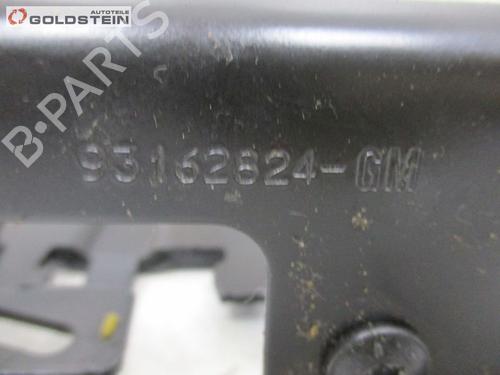 AUTOTEILE
GOLDSTEIN
B-PARTS
93162824-GM